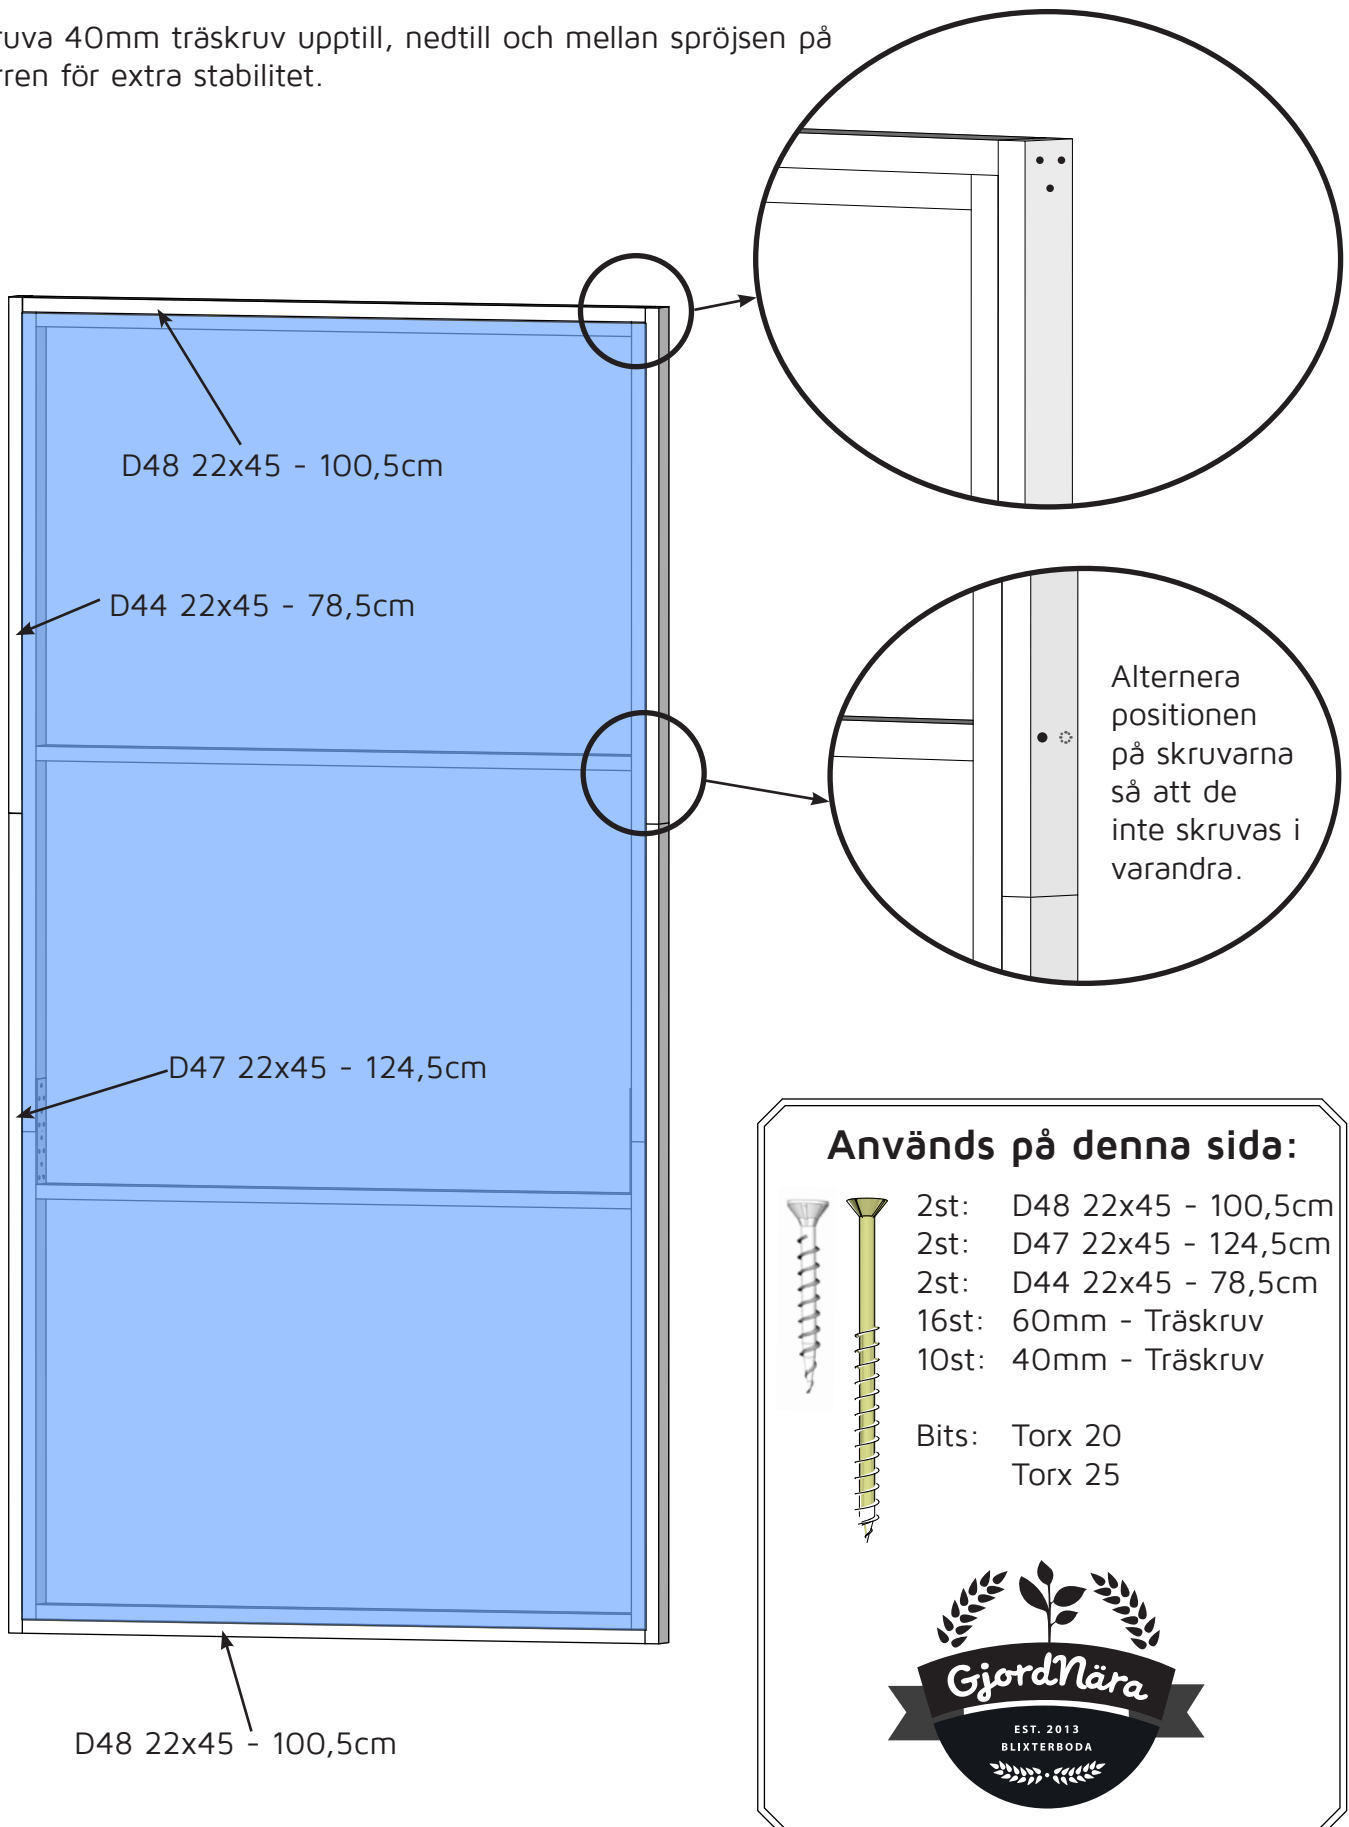 40mm träskruv upptill, nedtill och mellan spröjsen på
för extra stabilitet.
D48 22x45 - 100,5cm
D44 22x45 - 78,5cm
Alternera
positionen
på skruvarna
så att de
inte skruvas i
varandra.
D47 22x45 - 124,5cm
D48 22x45 - 100,5cm
Används på denna sida:
2st: D48 22x45 - 100,5cm
2st: D47 22x45 - 124,5cm
2st: D44 22x45 - 78,5cm
16st: 60mm - Träskruv
10st: 40mm - Träskruv
Bits: Torx 20
Torx 25
GjordNära
EST. 2013
BLIXTERBODA